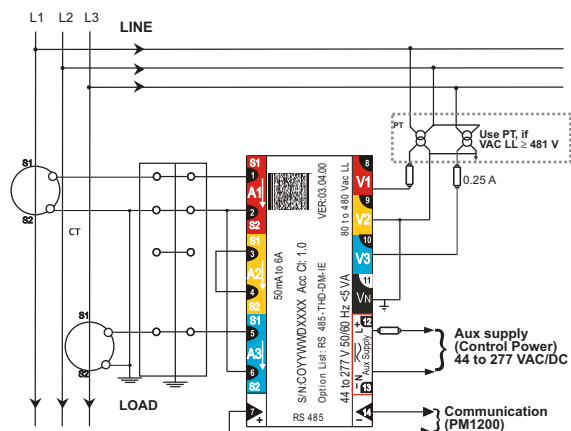 L1 L2 L3
LINE
PT
Use PT, if
VAC LL ≥ 481 V
0.25 A
S1
S2
CT
S1
S2
LOAD
S1
1
A1
2
S2
S1
3
A2
4
S2
S1
5
A3
6
S2
7
+
50mA to 6A
S/N:COYYWWDXXXX Acc Cl: 1.0
Option List: RS 485-THD-DM-IE
VER:03.04.00
RS 485
80 to 480 Vac LL
44 to 277 V 50/60 Hz <5 VA
8
V1
9
V2
10
V3
11
VN
12
L +
Aux Supply
N −
13
14
−
Aux supply
(Control Power)
44 to 277 VAC/DC
Communication
(PM1200)